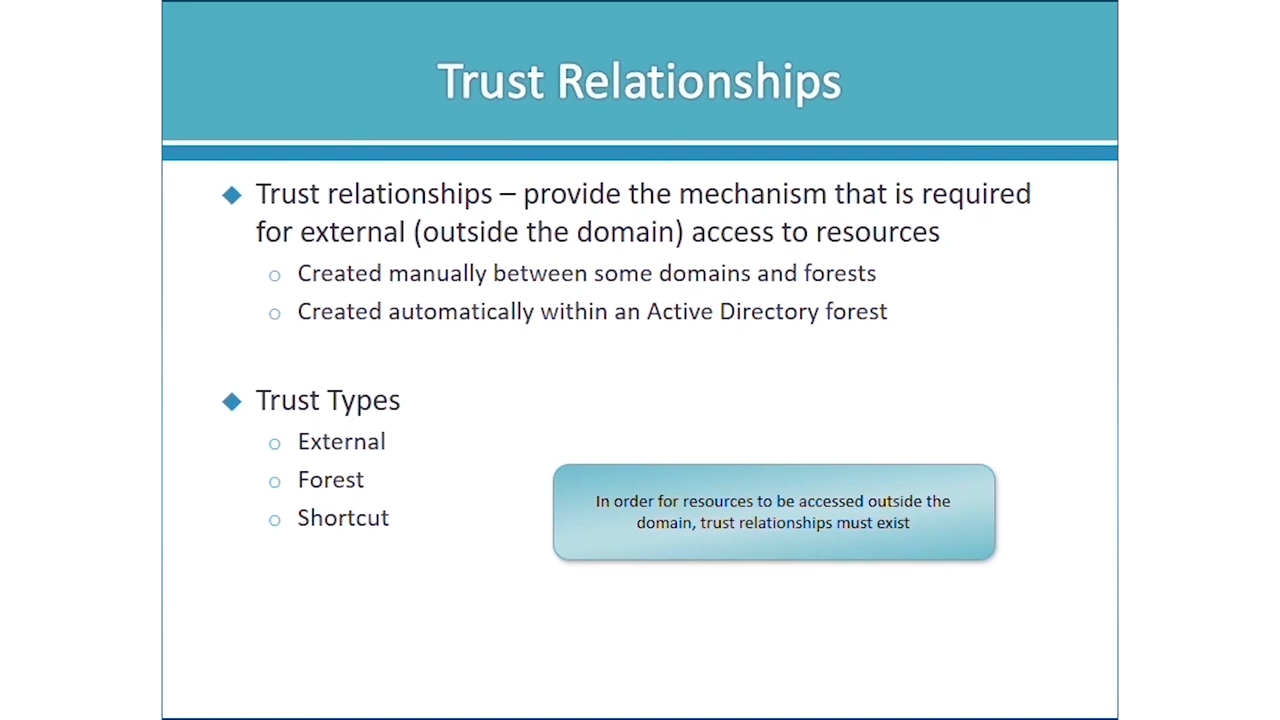 Trust Relationships
Trust relationships – provide the mechanism that is required
for external (outside the domain) access to resources
Created manually between some domains and forests
Created automatically within an Active Directory forest
Trust Types
External
Forest
Shortcut
In order for resources to be accessed outside the
domain, trust relationships must exist